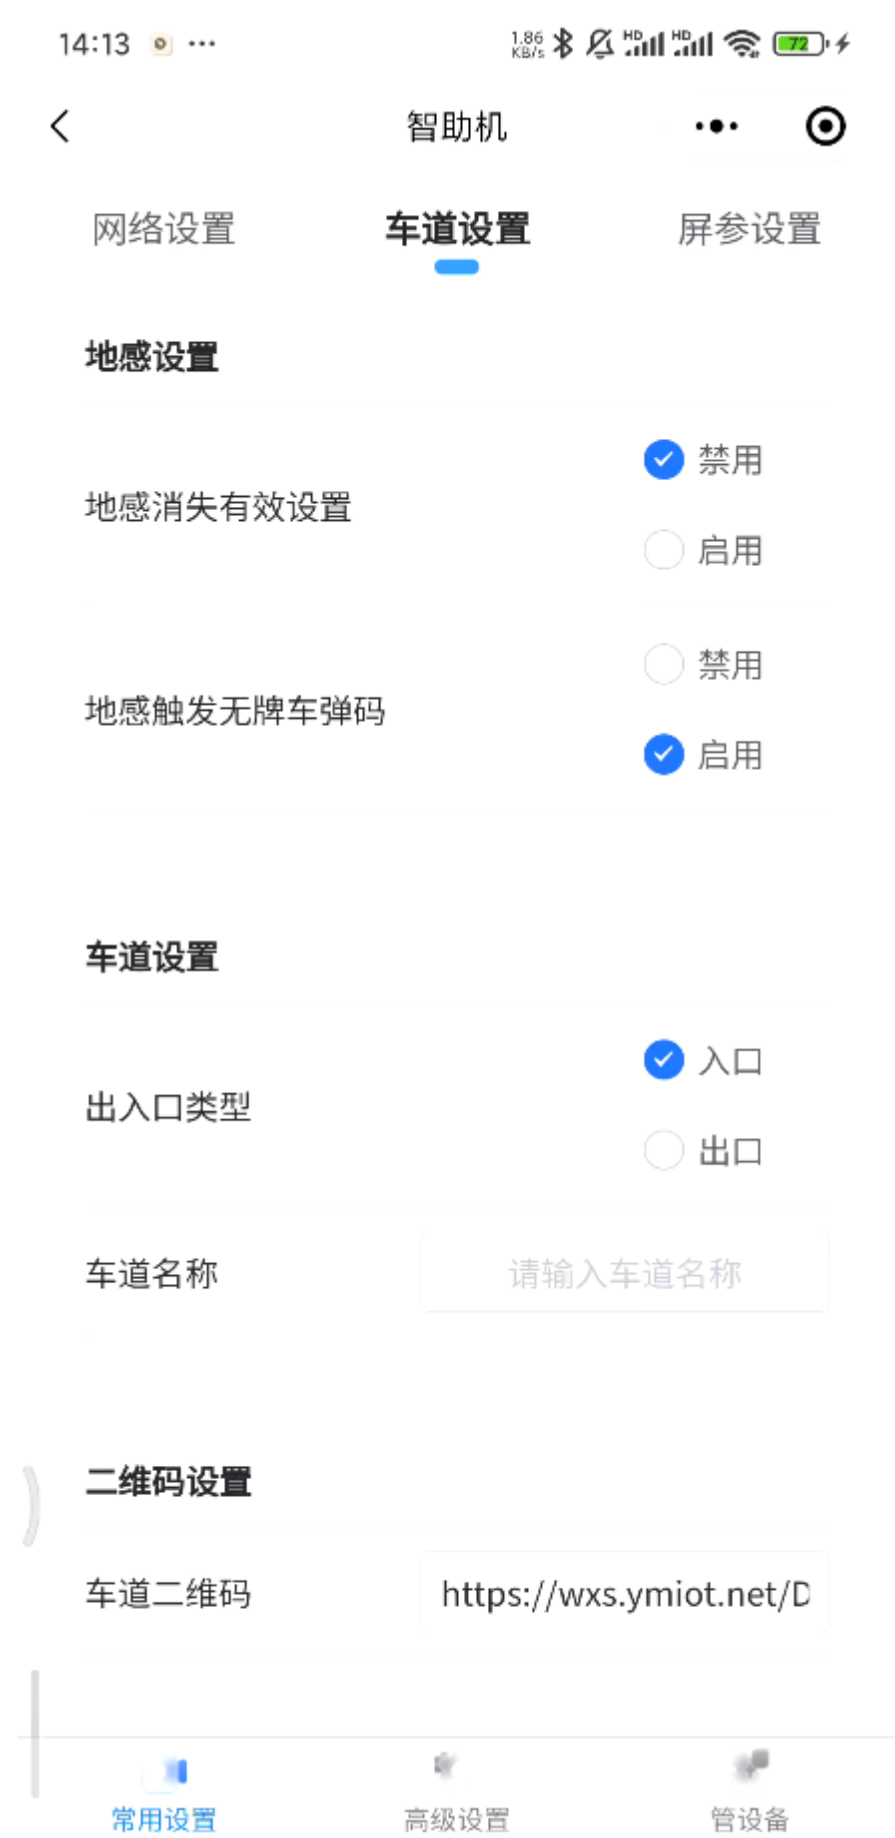 14:13
1.86 KB/s HD HD 72
智助机
网络设置 车道设置 屏参设置
地感设置
禁用
地感消失有效设置
启用
禁用
地感触发无牌车弹码
启用
车道设置
入口
出入口类型
出口
车道名称 请输入车道名称
二维码设置
车道二维码 https://wxs.ymiot.net/D
常用设置 高级设置 管设备